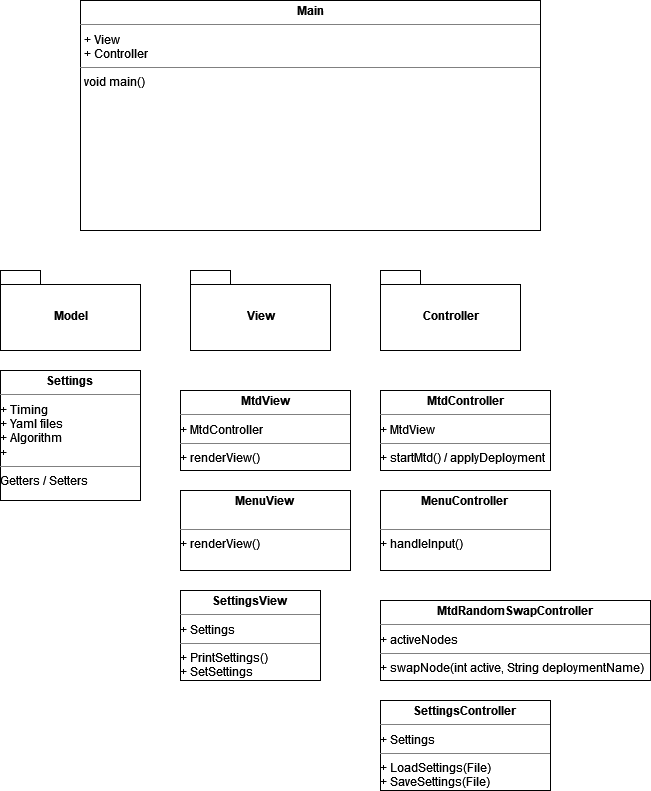 Main
+ View
+ Controller
void main()
Model
View
Controller
Settings
+ Timing
+ Yaml files
+ Algorithm
+
Getters / Setters
MtdView
+ MtdController
+ renderView()
MtdController
+ MtdView
+ startMtd() / applyDeployment
MenuView
+ renderView()
MenuController
+ handleInput()
SettingsView
+ Settings
+ PrintSettings()
+ SetSettings
MtdRandomSwapController
+ activeNodes
+ swapNode(int active, String deploymentName)
SettingsController
+ Settings
+ LoadSettings(File)
+ SaveSettings(File)